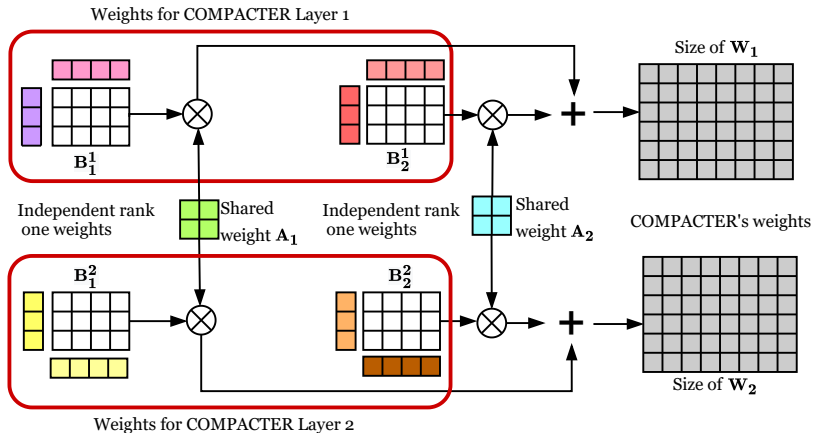 Weights for COMPACTER Layer 1
Size of W₁
B₁¹
B₂¹
Independent rank
one weights
Shared
weight A₁
Independent rank
one weights
Shared
weight A₂
COMPACTER's weights
B₁²
B₂²
Size of W₂
Weights for COMPACTER Layer 2